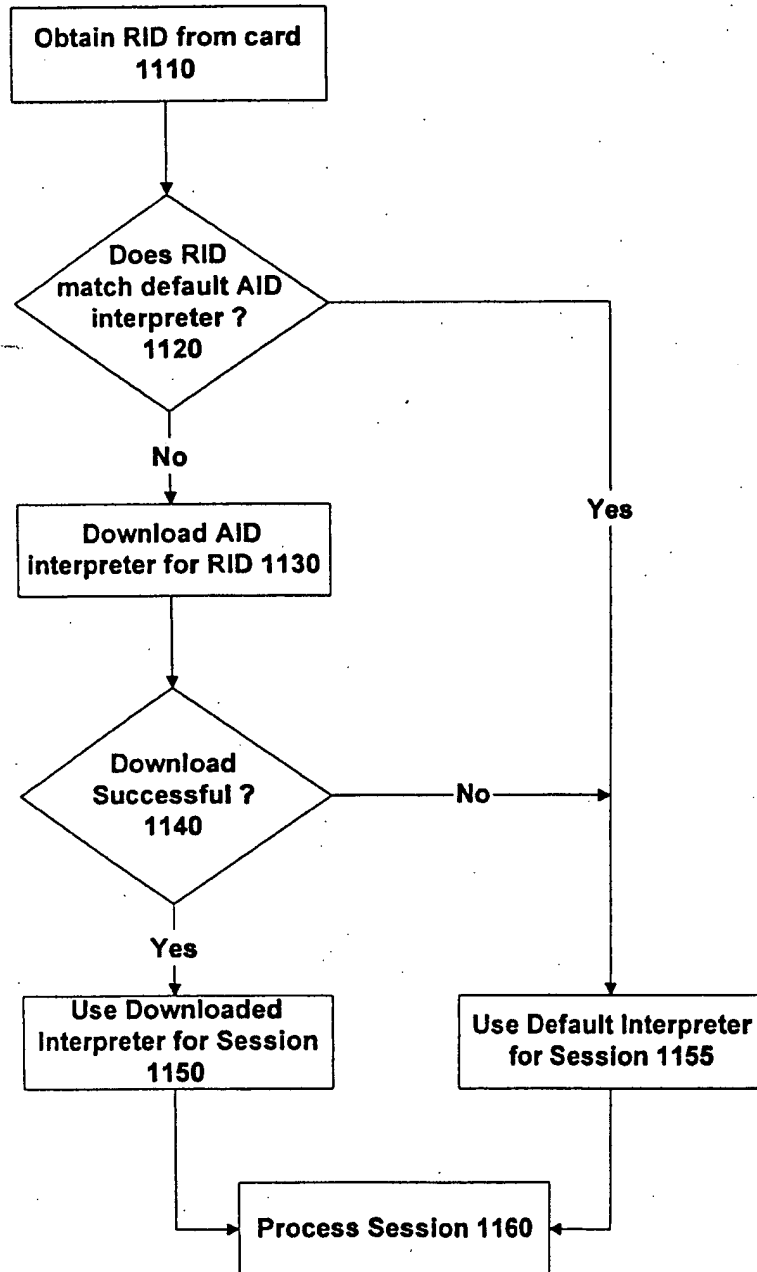 Obtain RID from card
1110
Does RID
match default AID
interpreter ?
1120
No
Yes
Download AID
interpreter for RID 1130
Download
Successful ?
1140
No
Yes
Use Downloaded
Interpreter for Session
1150
Use Default Interpreter
for Session 1155
Process Session 1160